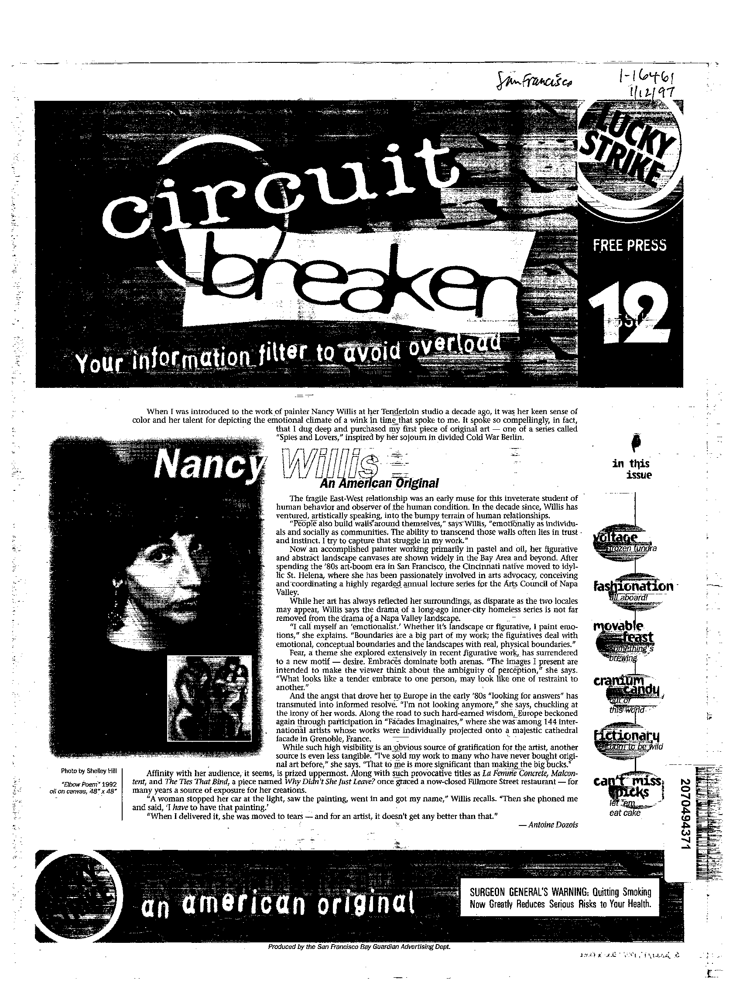 San Francisco
1-16461
1/12/97
LUCKY
STRIKE
circuit
breaker
FREE PRESS
12
Your information filter to avoid overload
When I was introduced to the work of painter Nancy Willis at her Tenderloin studio a decade ago, it was her keen sense of
color and her talent for depicting the emotional climate of a wink in time that spoke to me. It spoke so compellingly, in fact,
that I dug deep and purchased my first piece of original art — one of a series called
"Spies and Lovers," inspired by her sojourn in divided Cold War Berlin.
Nancy Willis
An American Original
The fragile East-West relationship was an early muse for this inveterate student of
human behavior and observer of the human condition. In the decade since, Willis has
ventured, artistically speaking, into the bumpy terrain of human relationships.
"People also build walls around themselves," says Willis, "emotionally as individu-
als and socially as communities. The ability to transcend those walls often lies in trust
and instinct. I try to capture that struggle in my work."
Now an accomplished painter working primarily in pastel and oil, her figurative
and abstract landscape canvases are shown widely in the Bay Area and beyond. After
spending the '80s art-boom era in San Francisco, the Cincinnati native moved to idyl-
lic St. Helena, where she has been passionately involved in arts advocacy, conceiving
and coordinating a highly regarded annual lecture series for the Arts Council of Napa
Valley.
While her art has always reflected her surroundings, as disparate as the two locales
may appear, Willis says the drama of a long-ago inner-city homeless series is not far
removed from the drama of a Napa Valley landscape.
"I call myself an 'emotionalist.' Whether it's landscape or figurative, I paint emo-
tions," she explains. "Boundaries are a big part of my work; the figuratives deal with
emotional, conceptual boundaries and the landscapes with real, physical boundaries."
Fear, a theme she explored extensively in recent figurative work, has surrendered
to a new motif — desire. Embraces dominate both arenas. "The images I present are
intended to make the viewer think about the ambiguity of perception," she says.
"What looks like a tender embrace to one person, may look like one of restraint to
another."
And the angst that drove her to Europe in the early '80s "looking for answers" has
transmuted into informed resolve. "I'm not looking anymore," she says, chuckling at
the irony of her words. Along the road to such hard-earned wisdom, Europe beckoned
again through participation in "Facades Imaginaires," where she was among 144 inter-
national artists whose works were individually projected onto a majestic cathedral
facade in Grenoble, France.
While such high visibility is an obvious source of gratification for the artist, another
source is even less tangible. "I've sold my work to many who have never bought origi-
nal art before," she says. "That to me is more significant than making the big bucks."
Affinity with her audience, it seems, is prized uppermost. Along with such provocative titles as La Femme Concrete, Malcon-
tent, and The Ties That Bind, a piece named Why Didn't She Just Leave? once graced a now-closed Fillmore Street restaurant — for
many years a source of exposure for her creations.
"A woman stopped her car at the light, saw the painting, went in and got my name," Willis recalls. "Then she phoned me
and said, 'I have to have that painting.'
"When I delivered it, she was moved to tears — and for an artist, it doesn't get any better than that."
— Antoine Dozois
Photo by Shelley Hill
"Elbow Poem" 1992
oil on canvas, 48" x 48"
in this
issue
voltage
frozen tundra
fashionation
all aboard!
movable
feast
something's
brewing
cranium
candy
out of
this world
fictionary
born to be wild
can't miss
picks
let 'em
eat cake
2070494371
an american original
SURGEON GENERAL'S WARNING: Quitting Smoking
Now Greatly Reduces Serious Risks to Your Health.
Produced by the San Francisco Bay Guardian Advertising Dept.